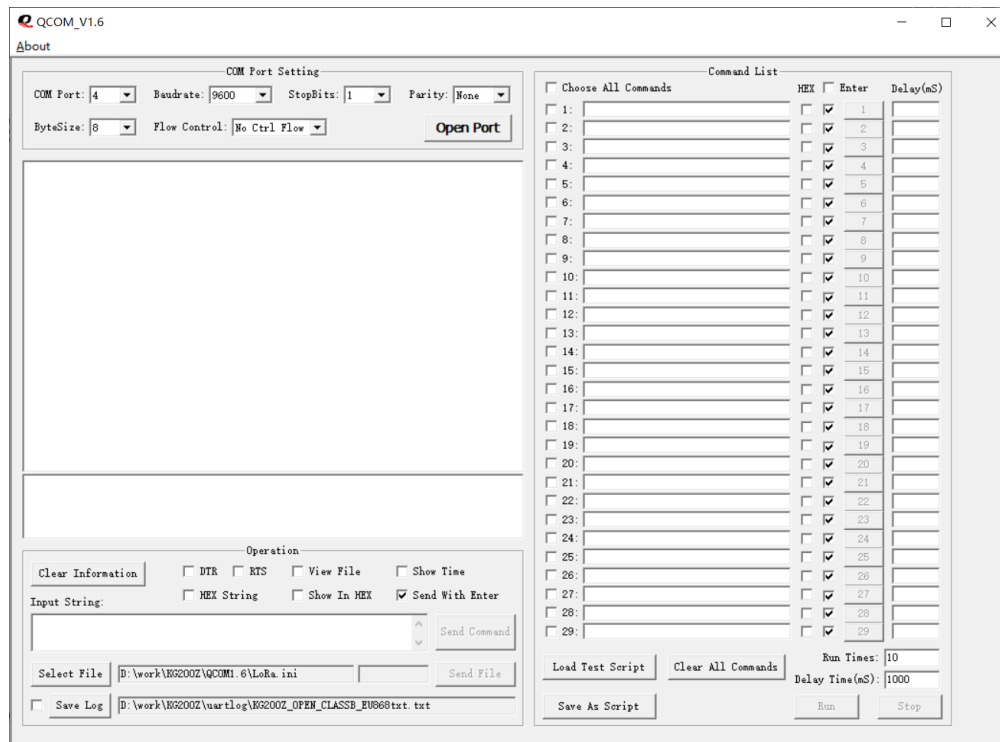 QCOM_V1.6
About
COM Port Setting
COM Port: 4 Baudrate: 9600 StopBits: 1 Parity: None
ByteSize: 8 Flow Control: No Ctrl Flow Open Port
Operation
Clear Information DTR RTS View File Show Time
HEX String Show In HEX Send With Enter
Input String:
Send Command
Select File D:\work\KG200Z\QCOM1.6\LoRa.ini Send File
Save Log D:\work\KG200Z\uartlog\KG200Z_OPEN_CLASSB_EU868txt.txt
Command List
Choose All Commands HEX Enter Delay(mS)
1: 1
2: 2
3: 3
4: 4
5: 5
6: 6
7: 7
8: 8
9: 9
10: 10
11: 11
12: 12
13: 13
14: 14
15: 15
16: 16
17: 17
18: 18
19: 19
20: 20
21: 21
22: 22
23: 23
24: 24
25: 25
26: 26
27: 27
28: 28
29: 29
Load Test Script Clear All Commands Run Times: 10
Delay Time(mS): 1000
Save As Script Run Stop